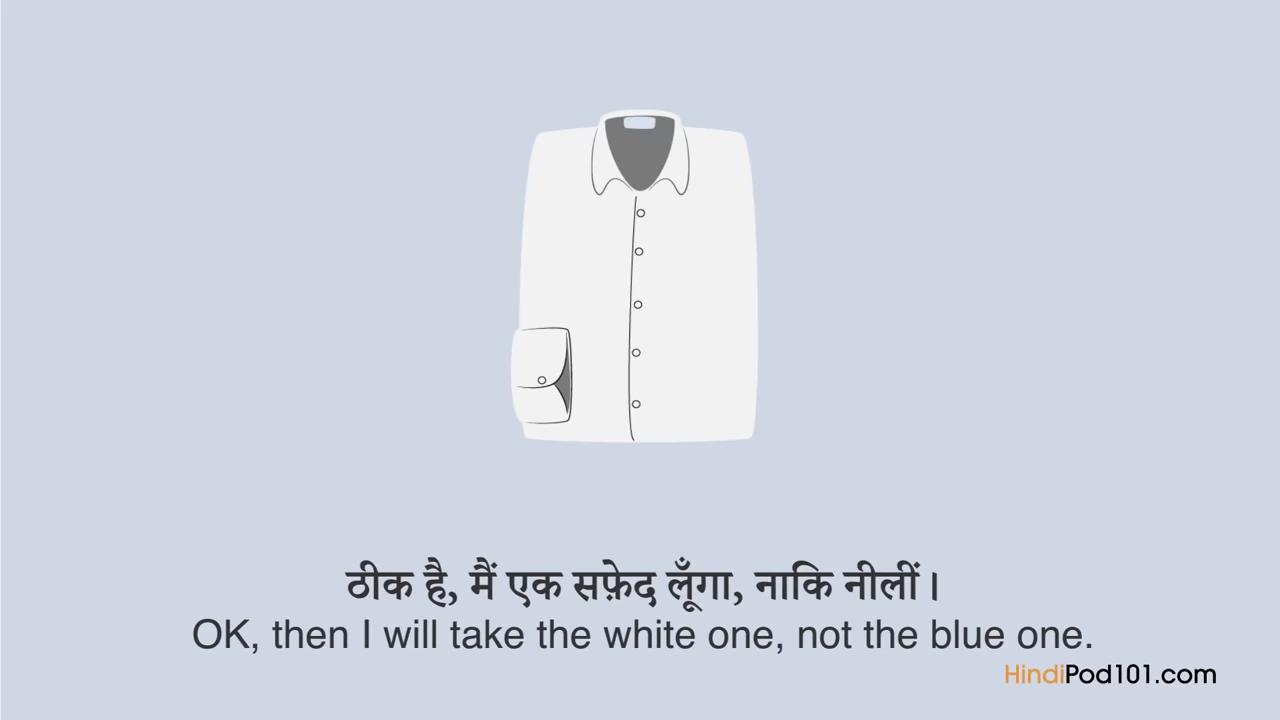 ठीक है, मैं एक सफ़ेद लूँगा, नाकि नीलीं।
OK, then I will take the white one, not the blue one.
HindiPod101.com